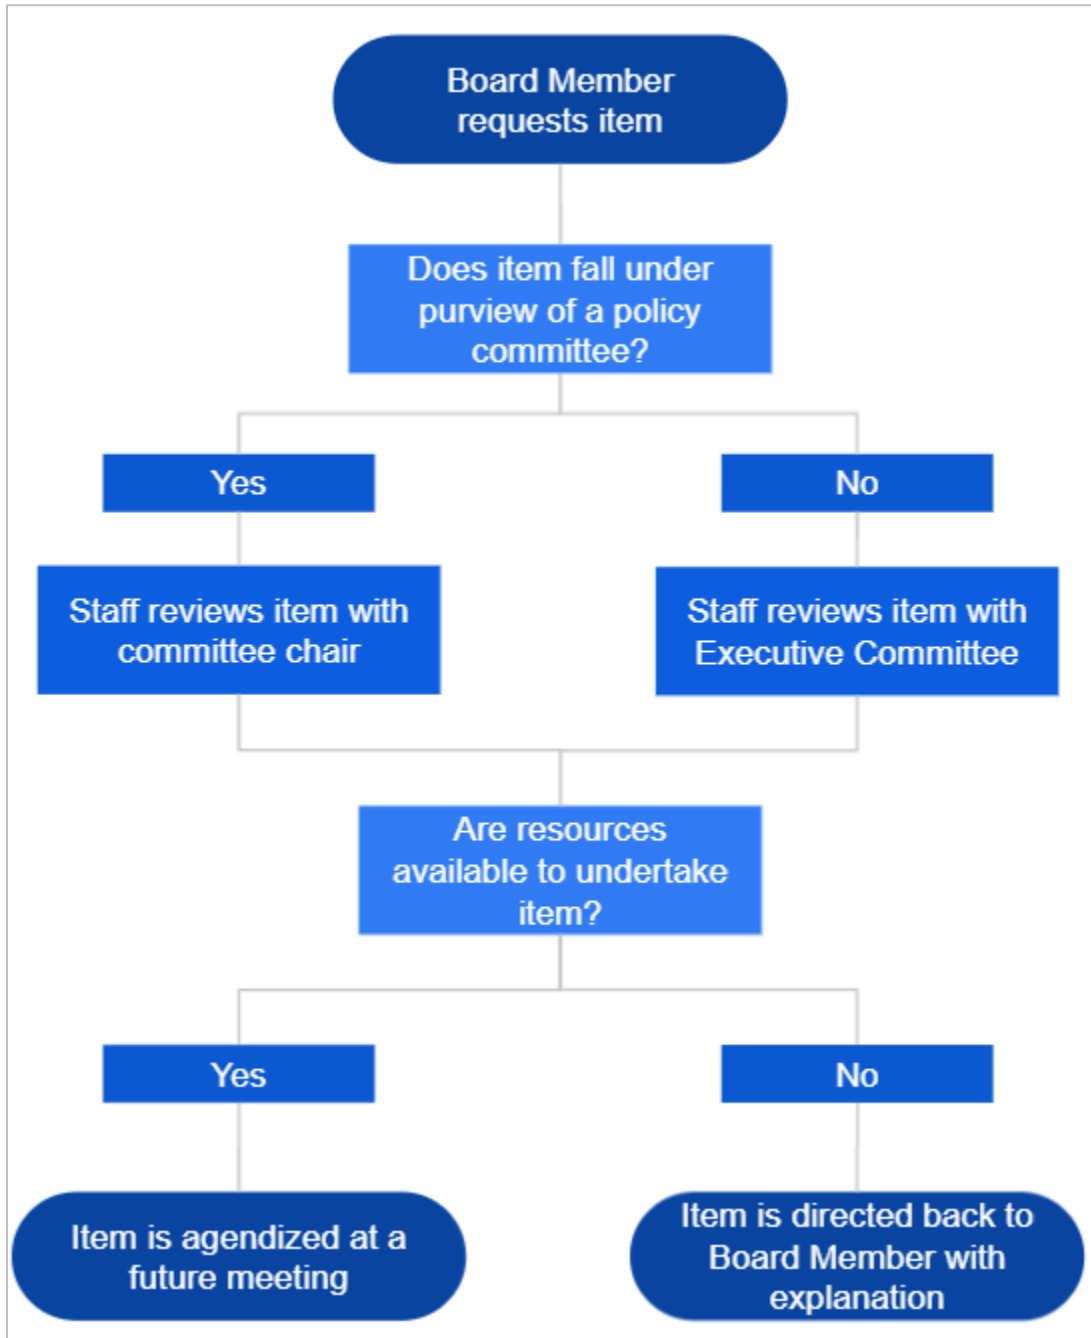 Board Member
requests item
Does item fall under
purview of a policy
committee?
Yes
No
Staff reviews item with
committee chair
Staff reviews item with
Executive Committee
Are resources
available to undertake
item?
Yes
No
Item is agendized at a
future meeting
Item is directed back to
Board Member with
explanation